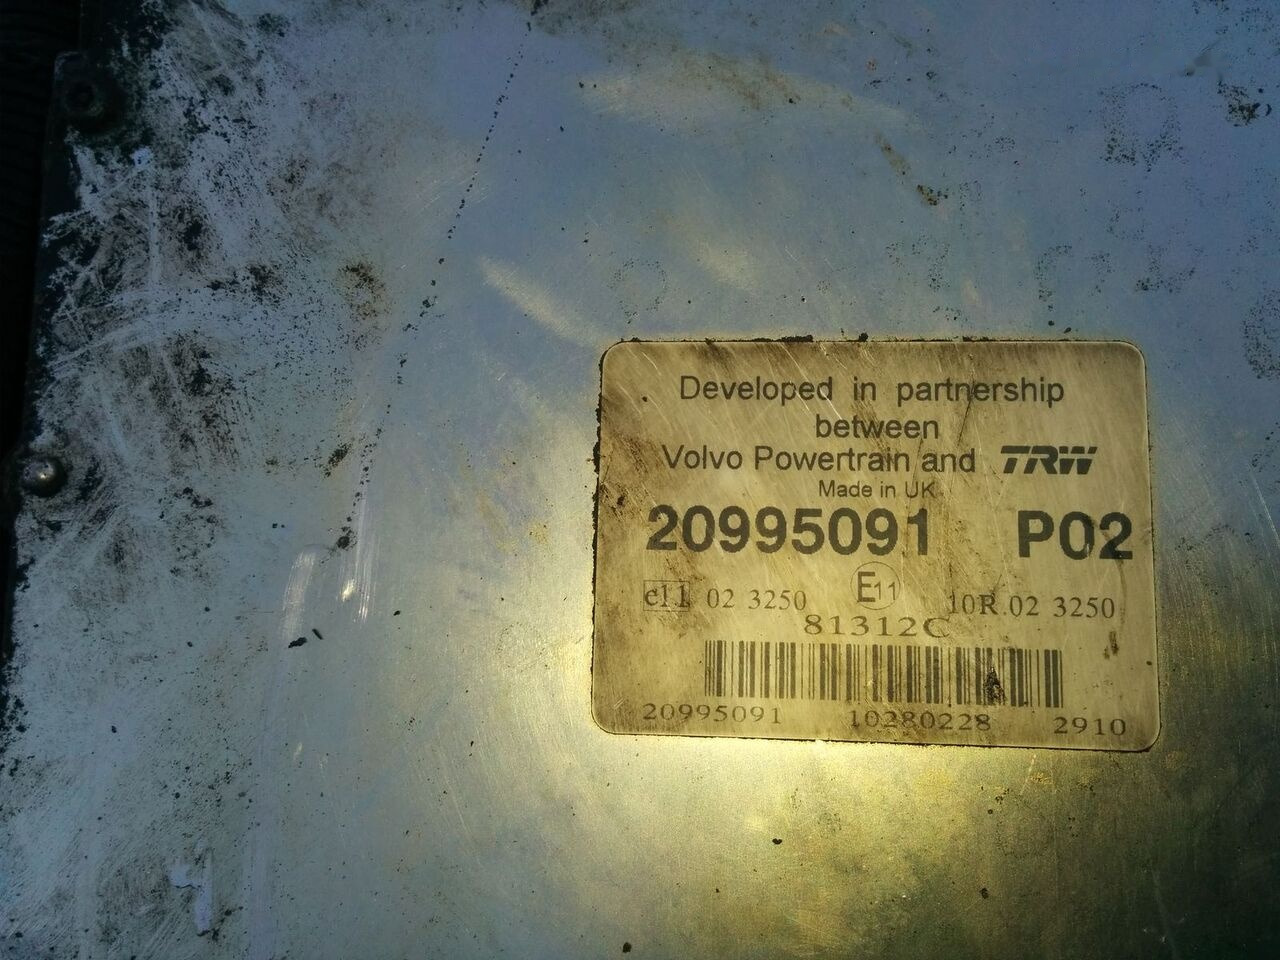 Developed in partnership
between
Volvo Powertrain and TRW
Made in UK
20995091 P02
e11 02 3250 E11 10R.02 3250
81312C
20995091 10280228 2910